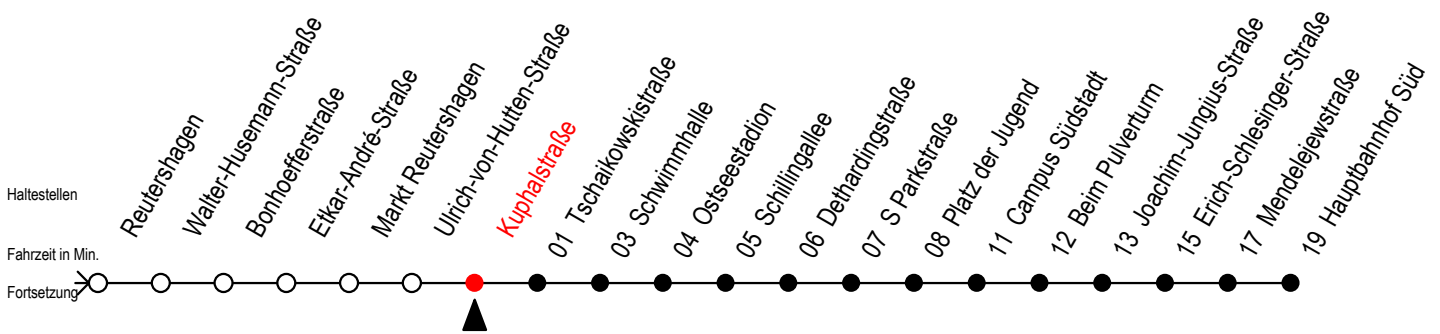 Haltestellen
Fahrzeit in Min.
Fortsetzung
Reutershagen
Walter-Husemann-Straße
Bonhoefferstraße
Etkar-André-Straße
Markt Reutershagen
Ulrich-von-Hutten-Straße
Kuphalstraße
01 Tschaikowskistraße
03 Schwimmhalle
04 Ostseestadion
05 Schillingallee
06 Dethardingstraße
07 S Parkstraße
08 Platz der Jugend
11 Campus Südstadt
12 Beim Pulverturm
13 Joachim-Jungius-Straße
15 Erich-Schlesinger-Straße
17 Mendelejewstraße
19 Hauptbahnhof Süd